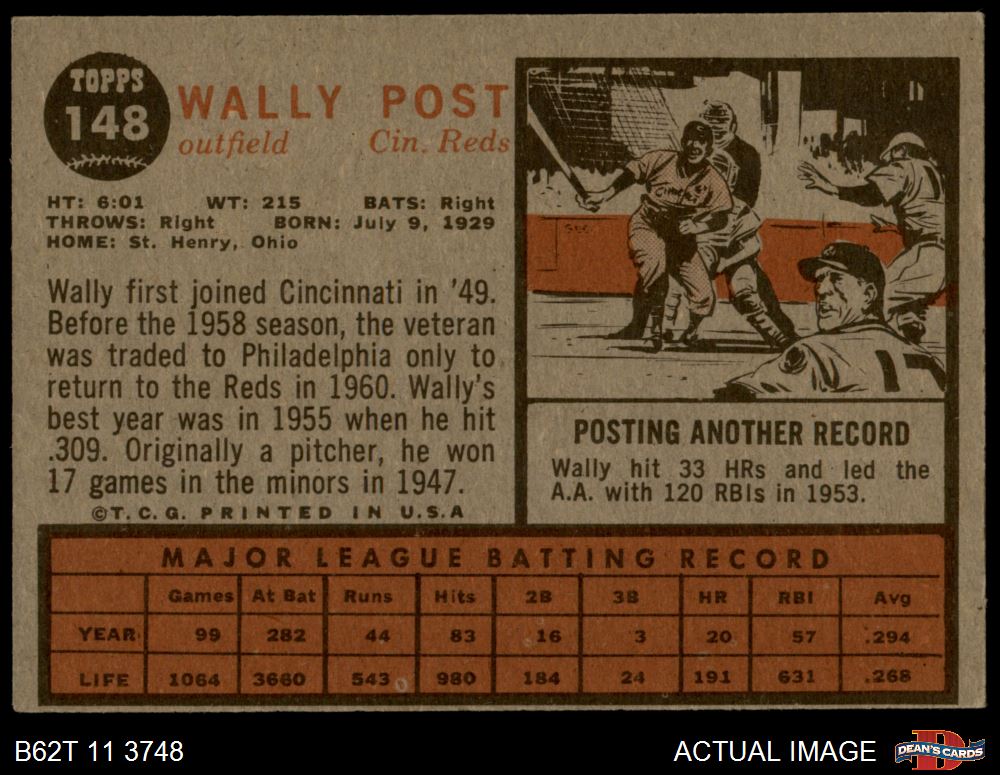 TOPPS
148
WALLY POST
outfield Cin. Reds
HT: 6:01 WT: 215 BATS: Right
THROWS: Right BORN: July 9, 1929
HOME: St. Henry, Ohio
Wally first joined Cincinnati in '49.
Before the 1958 season, the veteran
was traded to Philadelphia only to
return to the Reds in 1960. Wally's
best year was in 1955 when he hit
.309. Originally a pitcher, he won
17 games in the minors in 1947.
©T.C.G. PRINTED IN U.S.A
17
POSTING ANOTHER RECORD
Wally hit 33 HRs and led the
A.A. with 120 RBIs in 1953.
MAJOR LEAGUE BATTING RECORD
Games At Bat Runs Hits 2B 3B HR RBI Avg
YEAR 99 282 44 83 16 3 20 57 .294
LIFE 1064 3660 543 980 184 24 191 631 .268
B62T 11 3748
ACTUAL IMAGE
D
DEAN'S CARDS